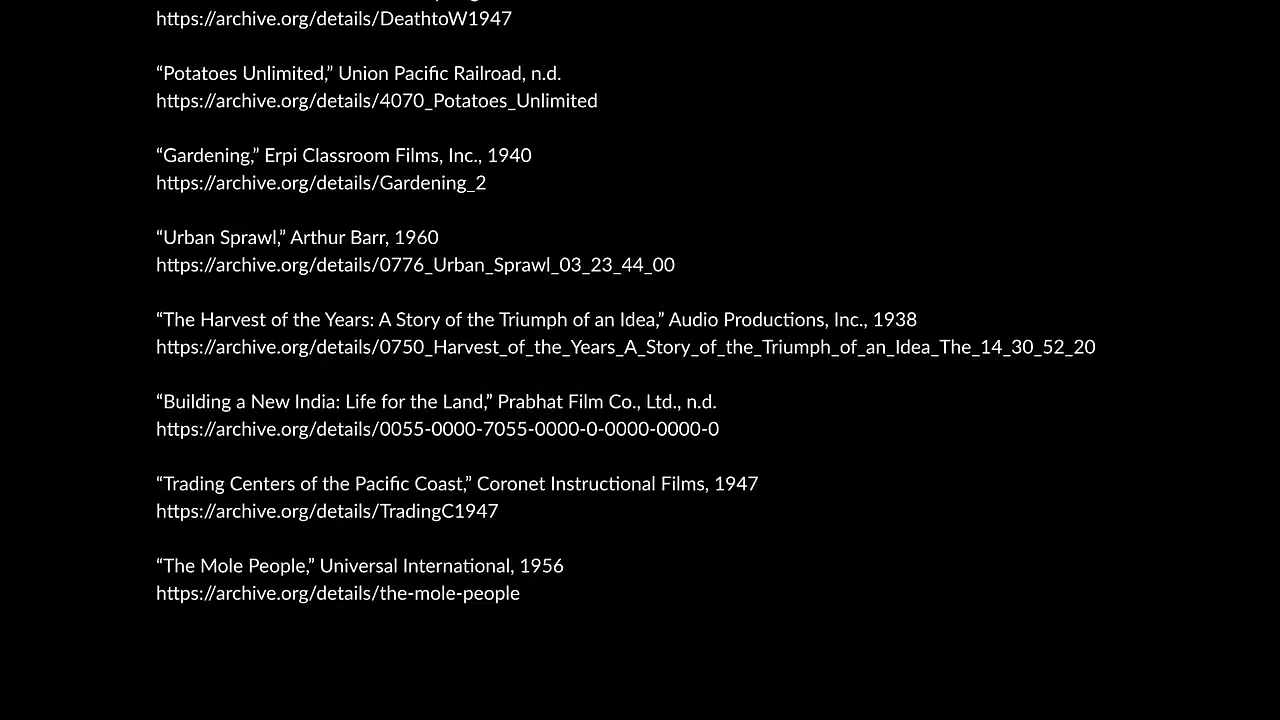 https://archive.org/details/DeathtoW1947
“Potatoes Unlimited,” Union Pacific Railroad, n.d.
https://archive.org/details/4070_Potatoes_Unlimited
“Gardening,” Erpi Classroom Films, Inc., 1940
https://archive.org/details/Gardening_2
“Urban Sprawl,” Arthur Barr, 1960
https://archive.org/details/0776_Urban_Sprawl_03_23_44_00
“The Harvest of the Years: A Story of the Triumph of an Idea,” Audio Productions, Inc., 1938
https://archive.org/details/0750_Harvest_of_the_Years_A_Story_of_the_Triumph_of_an_Idea_The_14_30_52_20
“Building a New India: Life for the Land,” Prabhat Film Co., Ltd., n.d.
https://archive.org/details/0055-0000-7055-0000-0-0000-0000-0
“Trading Centers of the Pacific Coast,” Coronet Instructional Films, 1947
https://archive.org/details/TradingC1947
“The Mole People,” Universal International, 1956
https://archive.org/details/the-mole-people